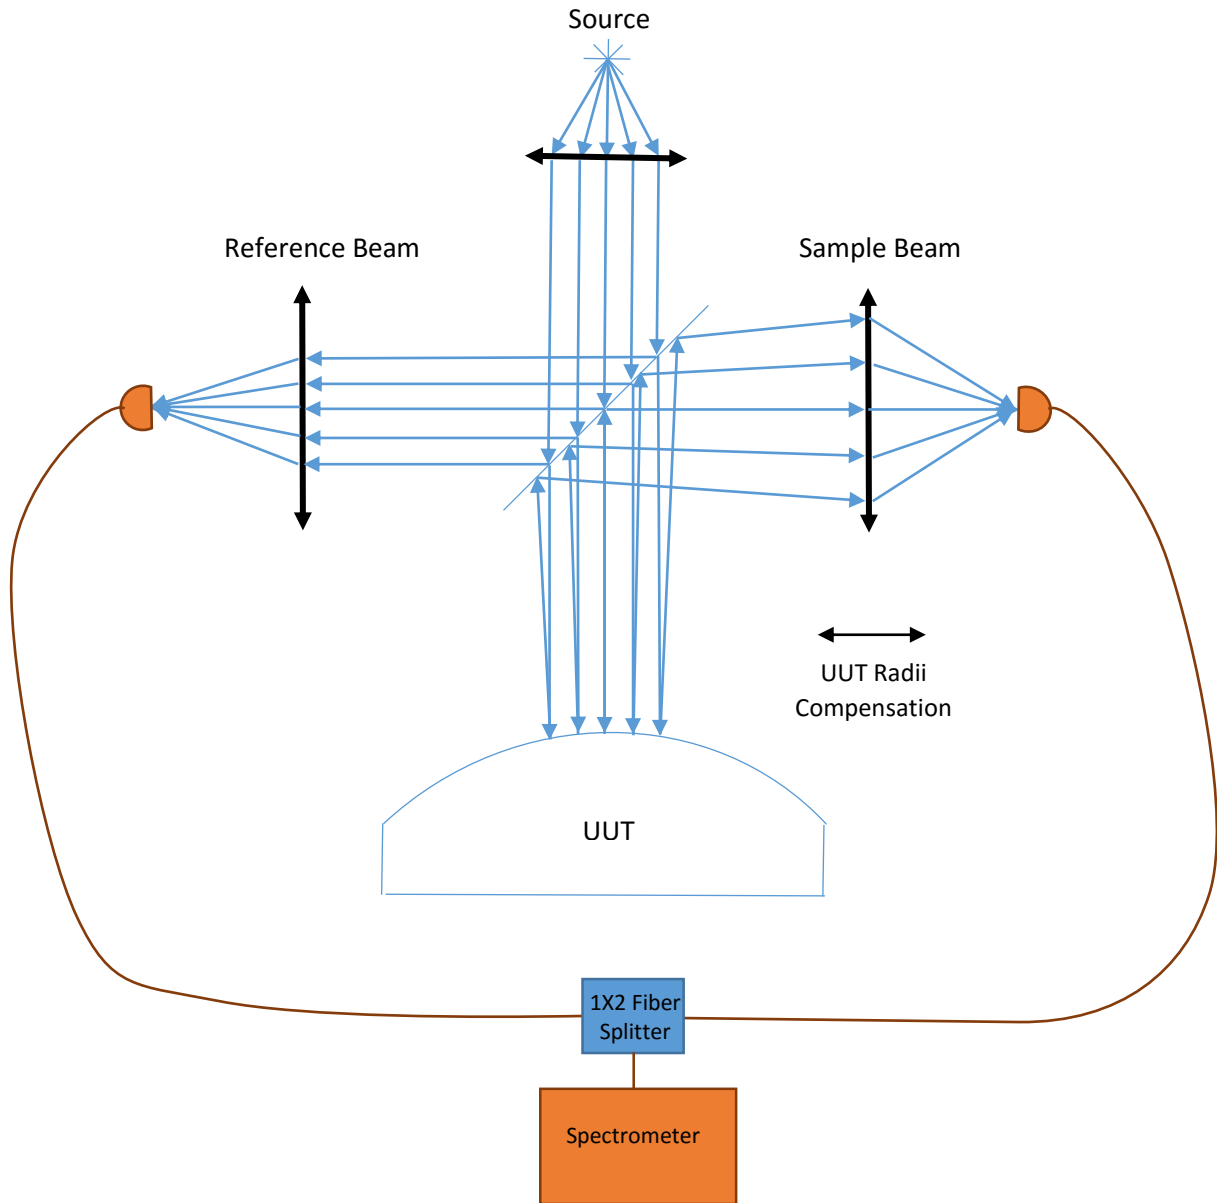 Source
Reference Beam
Sample Beam
UUT Radii
Compensation
UUT
1X2 Fiber
Splitter
Spectrometer